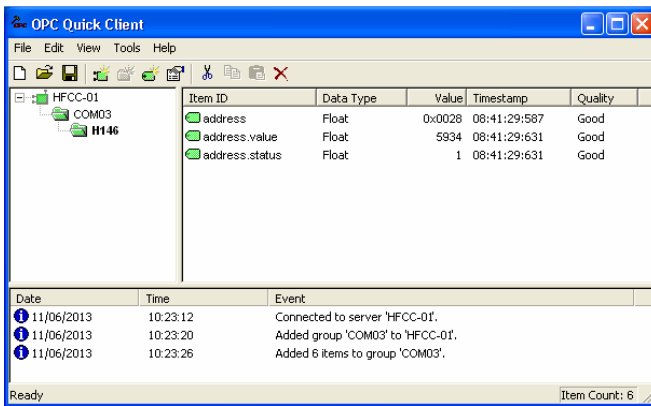 OPC Quick Client
File Edit View Tools Help
HFCC-01
COM03
H146
Item ID Data Type Value Timestamp Quality
address Float 0x0028 08:41:29:587 Good
address.value Float 5934 08:41:29:631 Good
address.status Float 1 08:41:29:631 Good
Date Time Event
11/06/2013 10:23:12 Connected to server 'HFCC-01'.
11/06/2013 10:23:20 Added group 'COM03' to 'HFCC-01'.
11/06/2013 10:23:26 Added 6 items to group 'COM03'.
Ready Item Count: 6